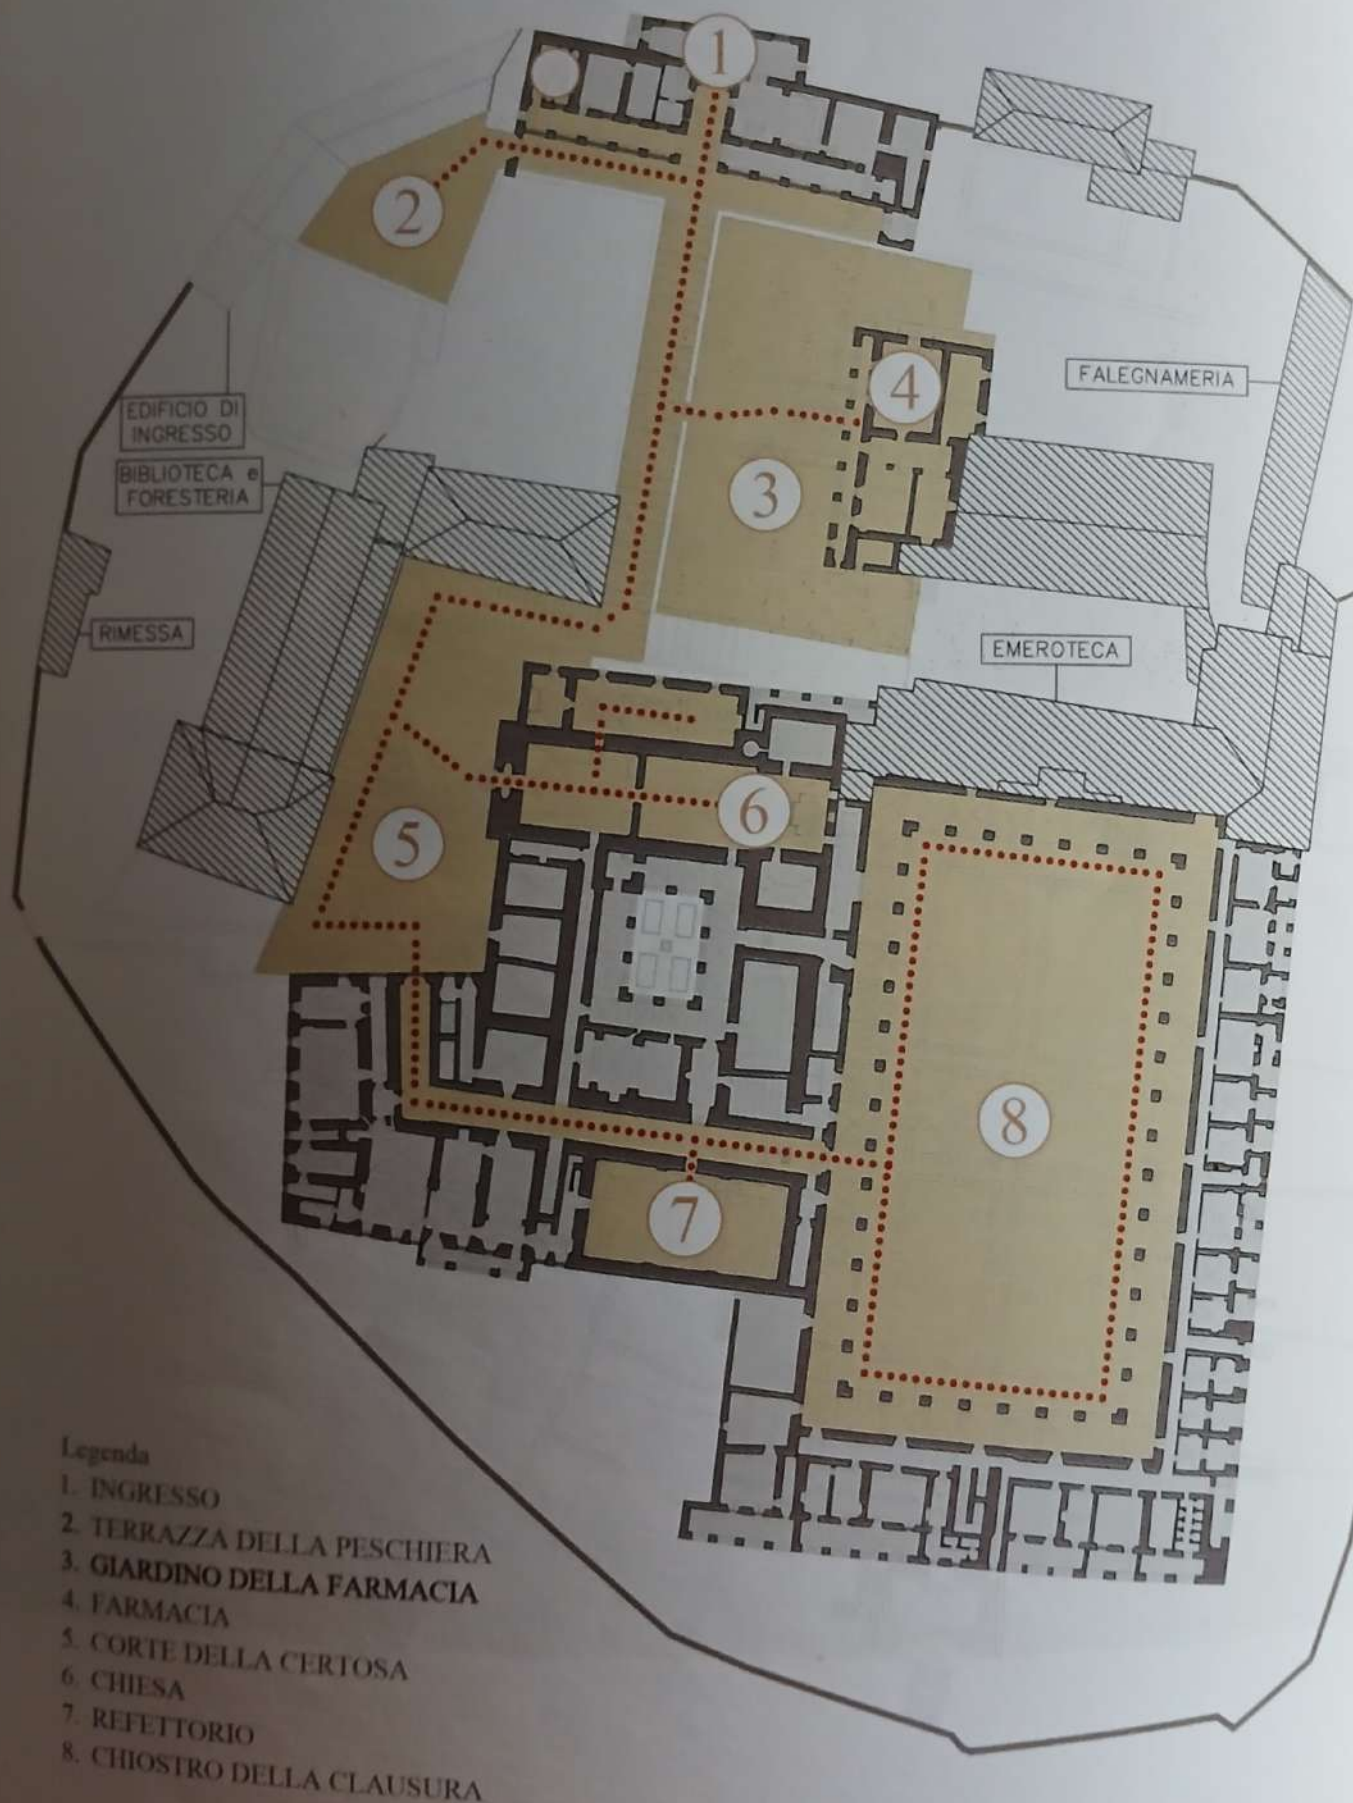 1
2
4
FALEGNAMERIA
EDIFICIO DI
INGRESSO
BIBLIOTECA e
FORESTERIA
3
RIMESSA
EMEROTECA
6
5
8
7
Legenda
1. INGRESSO
2. TERRAZZA DELLA PESCHIERA
3. GIARDINO DELLA FARMACIA
4. FARMACIA
5. CORTE DELLA CERTOSA
6. CHIESA
7. REFETTORIO
8. CHIOSTRO DELLA CLAUSURA